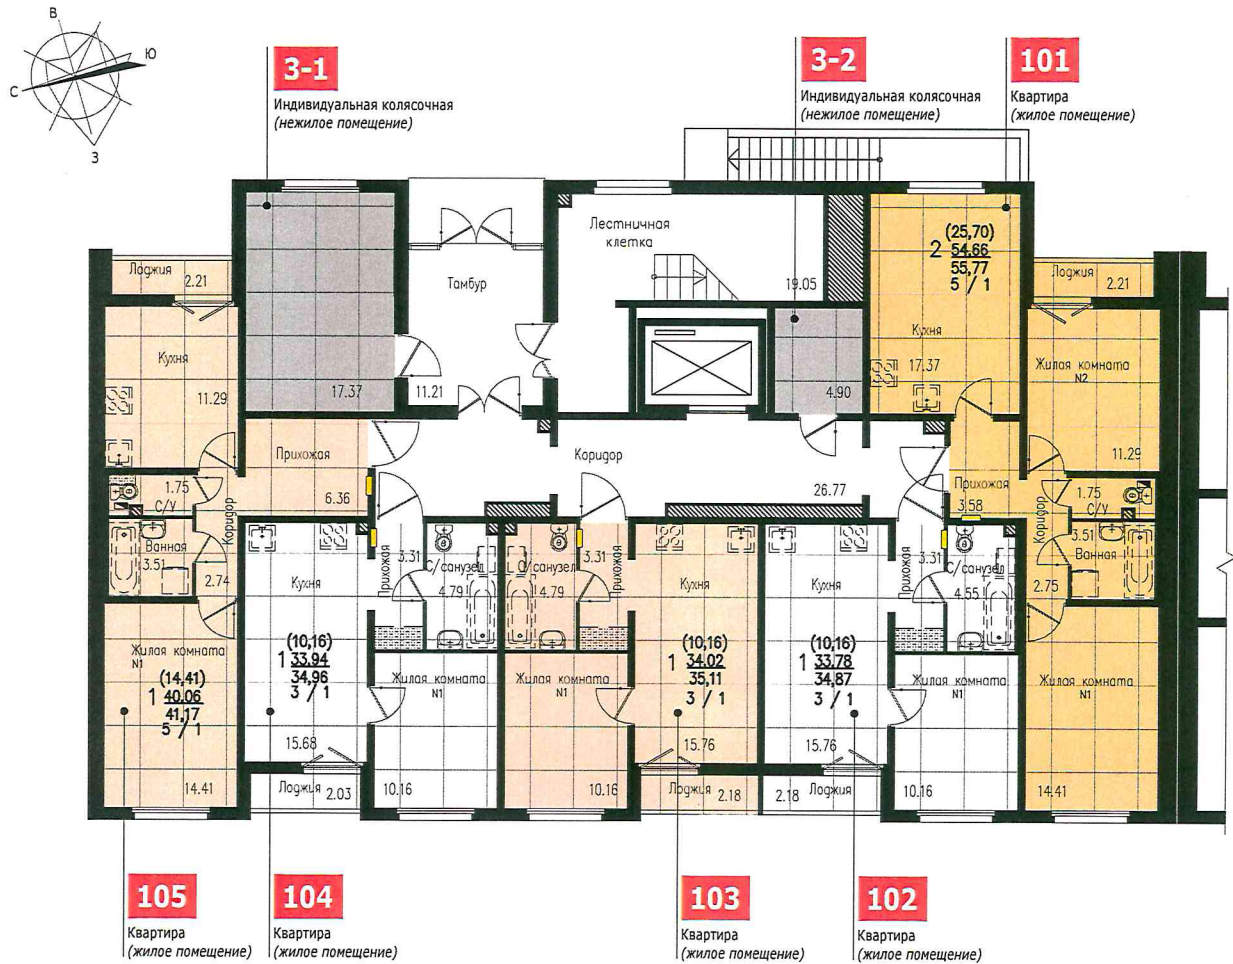 В
Ю
С
З
З-1
Индивидуальная колясочная
(нежилое помещение)
З-2
Индивидуальная колясочная
(нежилое помещение)
101
Квартира
(жилое помещение)
Лоджия
2.21
Кухня
11.29
17.37
Тамбур
11.21
Лестничная
клетка
19.05
4.90
(25,70)
2 54.66
55,77
5 / 1
Кухня
17.37
Лоджия
2.21
Жилая комната
N2
11.29
Прихожая
6.36
Коридор
26.77
Прихожая
3.58
1.75
С/У
Коридор
Ванная
3.51
2.74
1.75
С/У
Коридор
3.51
Ванная
2.75
Кухня
Прихожая
3.31
С/санузел
4.79
С/санузел
4.79
3.31
Прихожая
Кухня
Кухня
Прихожая
3.31
С/санузел
4.55
Жилая комната
N1
(14,41)
1 40.06
41,17
5 / 1
14.41
(10,16)
1 33.94
34,96
3 / 1
15.68
Лоджия
2.03
Жилая комната
N1
10.16
Жилая комната
N1
10.16
(10,16)
1 34.02
35,11
3 / 1
15.76
Лоджия
2.18
(10,16)
1 33.78
34,87
3 / 1
15.76
2.18
Лоджия
Жилая комната
N1
10.16
Жилая комната
N1
14.41
105
Квартира
(жилое помещение)
104
Квартира
(жилое помещение)
103
Квартира
(жилое помещение)
102
Квартира
(жилое помещение)